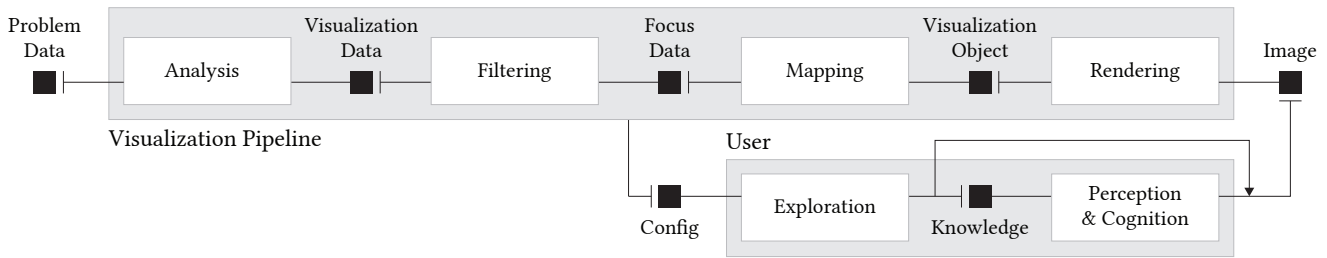 Problem
Data
Analysis
Visualization
Data
Filtering
Focus
Data
Mapping
Visualization
Object
Rendering
Image
Visualization Pipeline
User
Config
Exploration
Knowledge
Perception
& Cognition